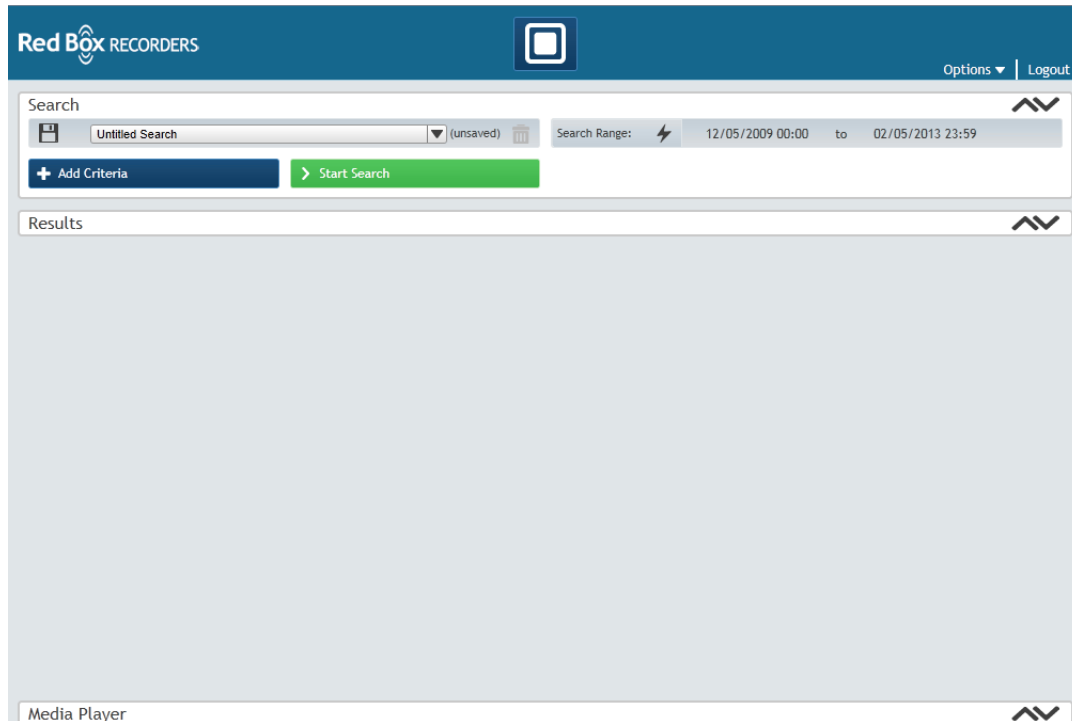 Red Box RECORDERS
Options Logout
Search
Untitled Search (unsaved) Search Range: 12/05/2009 00:00 to 02/05/2013 23:59
Add Criteria Start Search
Results
Media Player